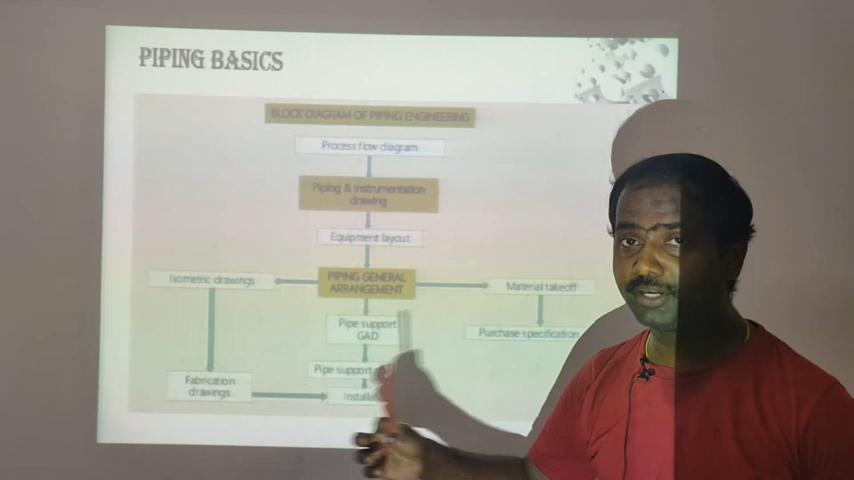 PIPING BASICS
BLOCK DIAGRAM OF PIPING ENGINEERING
Process flow diagram
Piping & instrumentation
drawing
Equipment layout
PIPING GENERAL
ARRANGEMENT
Isometric drawings
Material takeoff
Pipe support
GAD
Purchase specification
Pipe support
Fabrication
drawings